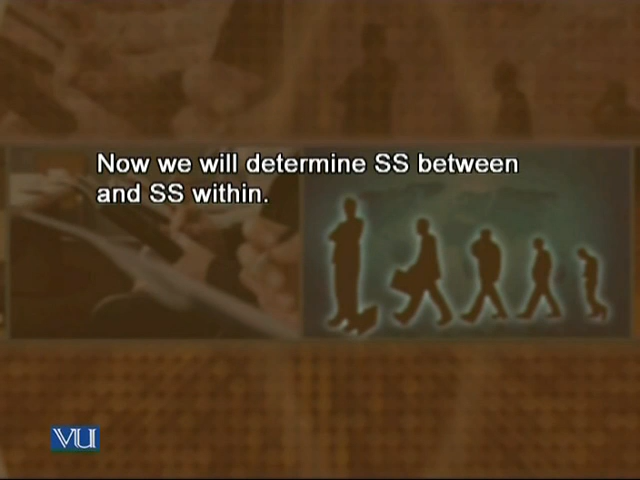 Now we will determine SS between
and SS within.
VU